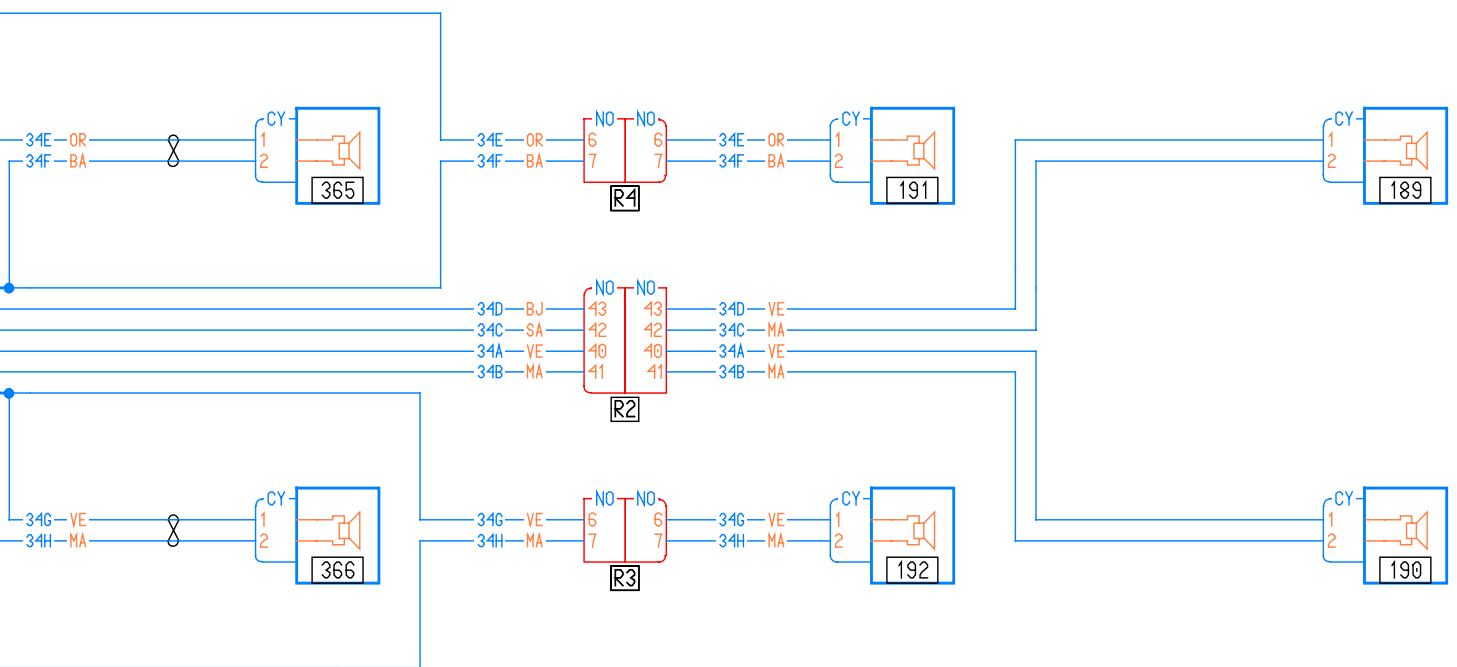 CY NO NO CY CY
34E OR 1 34E OR 6 6 34E OR 1 1
34F BA 2 34F BA 7 7 34F BA 2 2
365 R4 191 189
NO NO
34D BJ 43 43 34D VE
34C SA 42 42 34C MA
34A VE 40 40 34A VE
34B MA 41 41 34B MA
R2
CY NO NO CY CY
34G VE 1 34G VE 6 6 34G VE 1 1
34H MA 2 34H MA 7 7 34H MA 2 2
366 R3 192 190